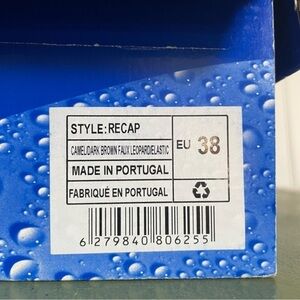 STYLE:RECAP
CAMEL/DARK BROWN FAUX LEOPARD/ELASTIC
EU 38
MADE IN PORTUGAL
FABRIQUÉ EN PORTUGAL
6 279840 806255